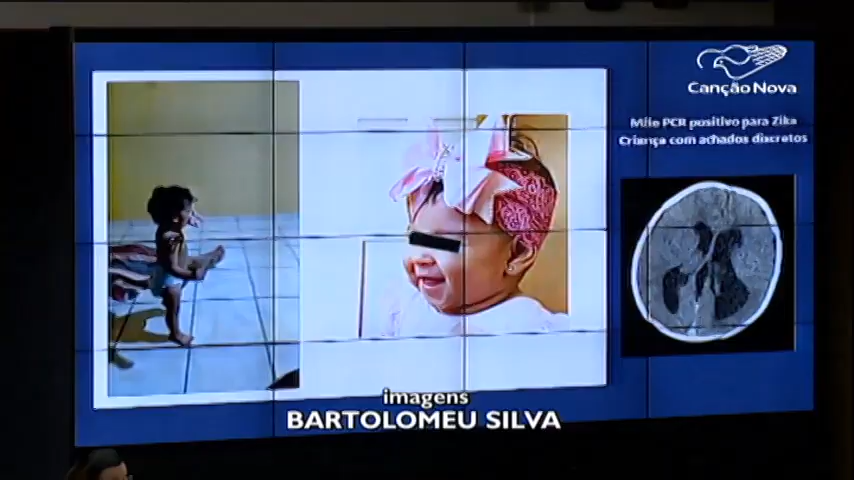 Canção Nova
Mãe PCR positivo para Zika
Criança com achados discretos
imagens
BARTOLOMEU SILVA